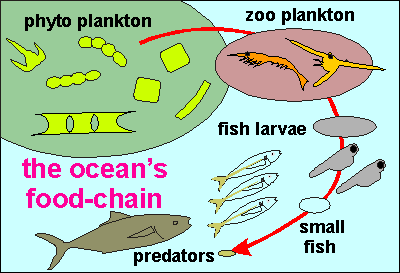 phyto plankton
zoo plankton
fish larvae
the ocean's
food-chain
small
fish
predators